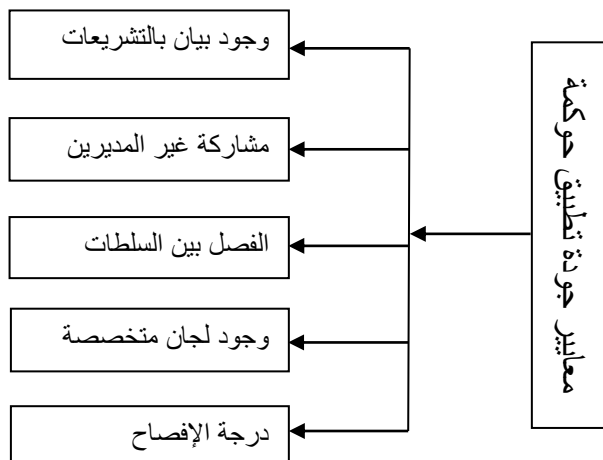 معايير جودة تطبيق حوكمة
وجود بيان بالتشريعات
مشاركة غير المديرين
الفصل بين السلطات
وجود لجان متخصصة
درجة الإفصاح